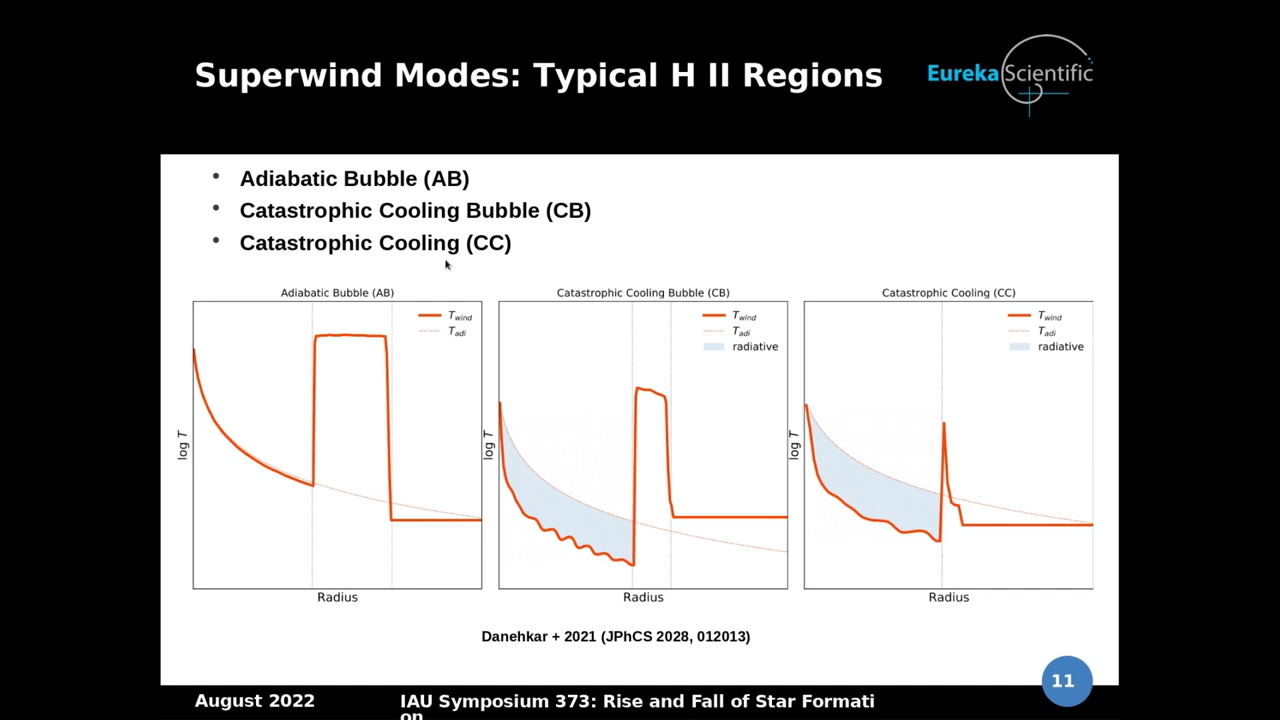 Superwind Modes: Typical H II Regions
EurekaScientific
• Adiabatic Bubble (AB)
• Catastrophic Cooling Bubble (CB)
• Catastrophic Cooling (CC)
Adiabatic Bubble (AB)
T_wind
T_adi
log T
Radius
Catastrophic Cooling Bubble (CB)
T_wind
T_adi
radiative
log T
Radius
Catastrophic Cooling (CC)
T_wind
T_adi
radiative
log T
Radius
Danehkar + 2021 (JPhCS 2028, 012013)
August 2022
IAU Symposium 373: Rise and Fall of Star Formati
on
11